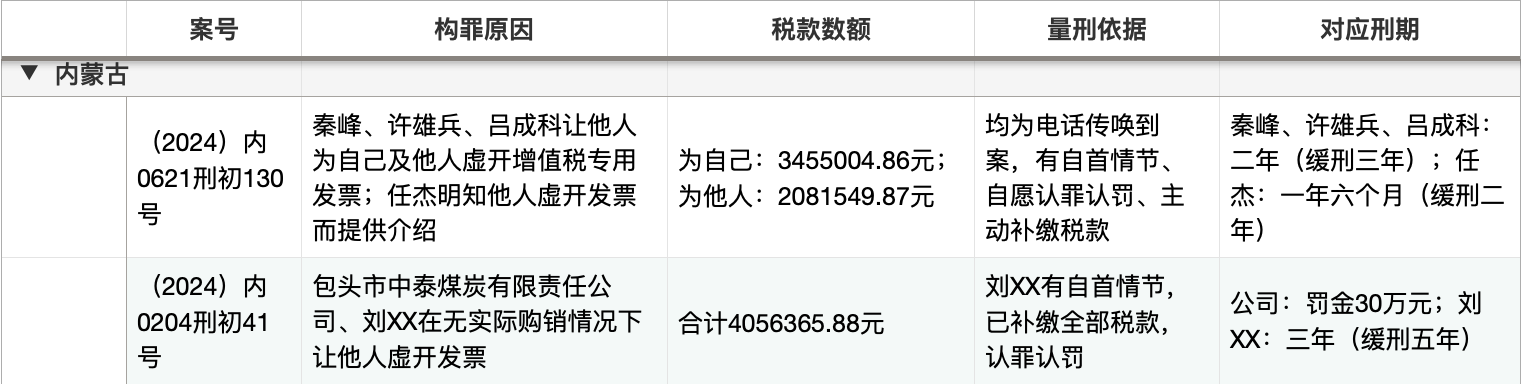 案号 构罪原因 税款数额 量刑依据 对应刑期
▼ 内蒙古
（2024）内
0621刑初130
号
秦峰、许雄兵、吕成科让他人
为自己及他人虚开增值税专用
发票；任杰明知他人虚开发票
而提供介绍
为自己：3455004.86元；
为他人：2081549.87元
均为电话传唤到
案，有自首情节、
自愿认罪认罚、主
动补缴税款
秦峰、许雄兵、吕成科：
二年（缓刑三年）；任
杰：一年六个月（缓刑二
年）
（2024）内
0204刑初41
号
包头市中泰煤炭有限责任公
司、刘XX在无实际购销情况下
让他人虚开发票
合计4056365.88元
刘XX有自首情节，
已补缴全部税款，
认罪认罚
公司：罚金30万元；刘
XX：三年（缓刑五年）